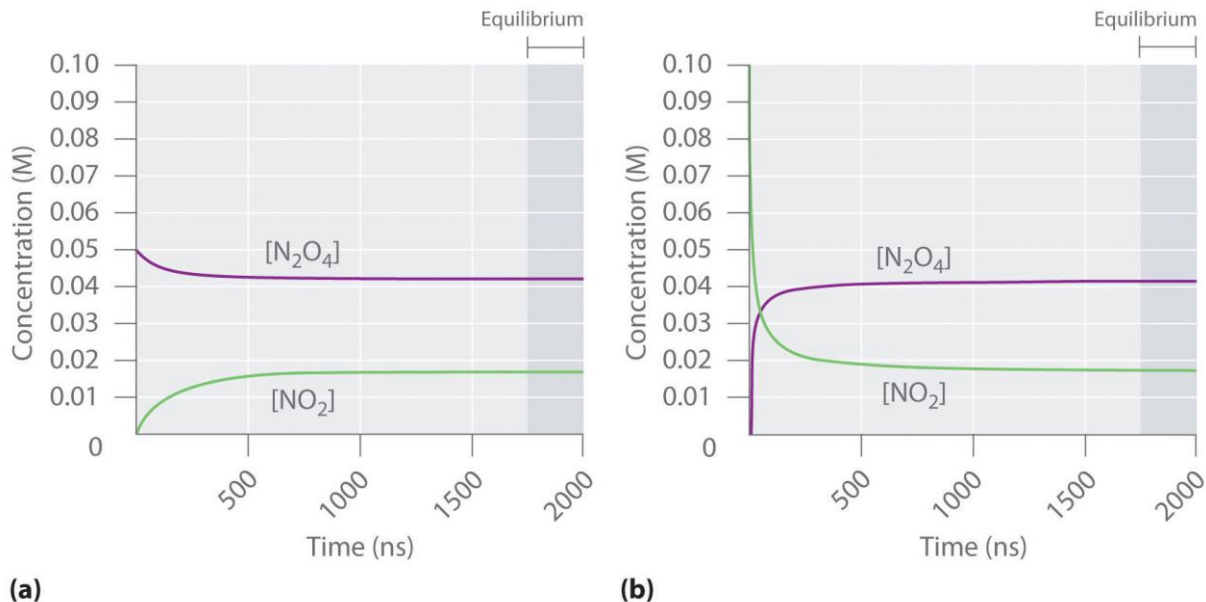 Equilibrium
0.10
0.09
0.08
0.07
0.06
0.05
0.04
0.03
0.02
0.01
0
Concentration (M)
[N₂O₄]
[NO₂]
500
1000
1500
2000
Time (ns)
(a)
Equilibrium
0.10
0.09
0.08
0.07
0.06
0.05
0.04
0.03
0.02
0.01
0
Concentration (M)
[N₂O₄]
[NO₂]
500
1000
1500
2000
Time (ns)
(b)